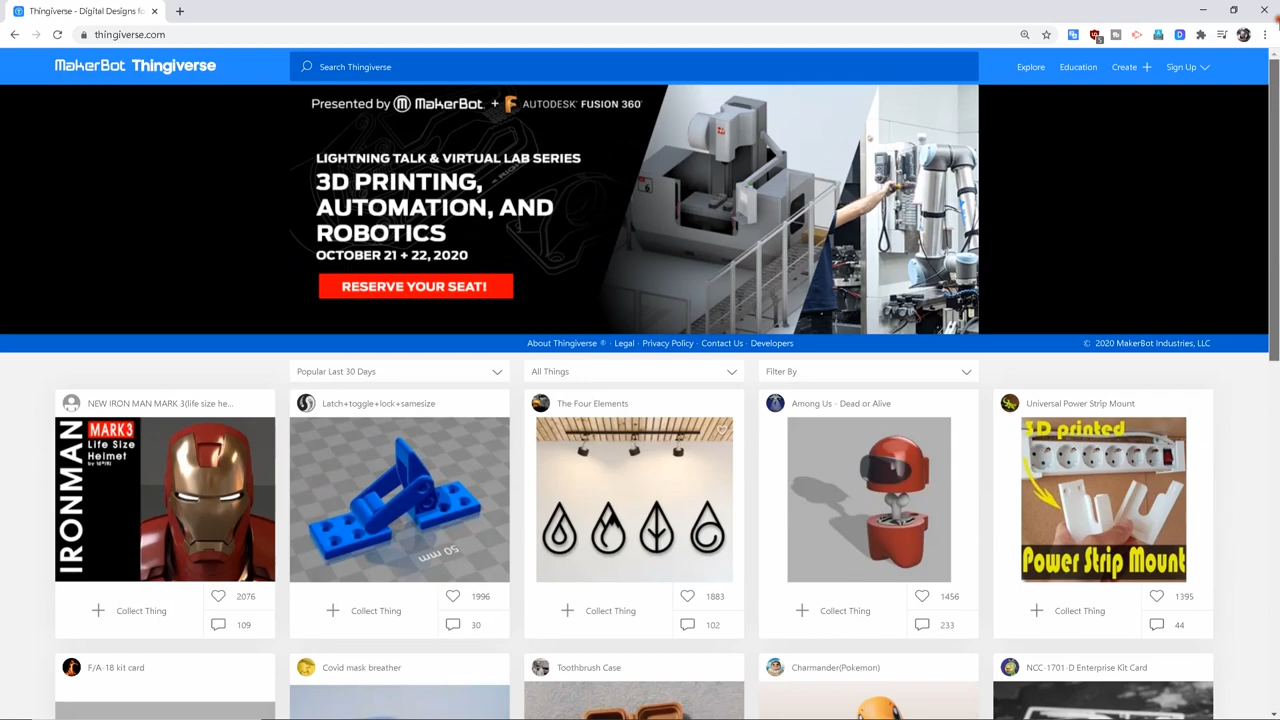 Thingiverse - Digital Designs fo
thingiverse.com
MakerBot Thingiverse
Search Thingiverse
Explore
Education
Create
Sign Up
Presented by MakerBot + AUTODESK FUSION 360
LIGHTNING TALK & VIRTUAL LAB SERIES
3D PRINTING,
AUTOMATION, AND
ROBOTICS
OCTOBER 21 + 22, 2020
RESERVE YOUR SEAT!
About Thingiverse ® · Legal · Privacy Policy · Contact Us · Developers
© 2020 MakerBot Industries, LLC
Popular Last 30 Days
All Things
Filter By
NEW IRON MAN MARK 3(life size he...
Latch+toggle+lock+samesize
The Four Elements
Among Us - Dead or Alive
Universal Power Strip Mount
IRONMAN
MARK3
Life Size
Helmet
50 mm
3D printed
Power Strip Mount
Collect Thing
2076
109
Collect Thing
1996
30
Collect Thing
1883
102
Collect Thing
1456
233
Collect Thing
1395
44
F/A-18 kit card
Covid mask breather
Toothbrush Case
Charmander(Pokemon)
NCC-1701-D Enterprise Kit Card